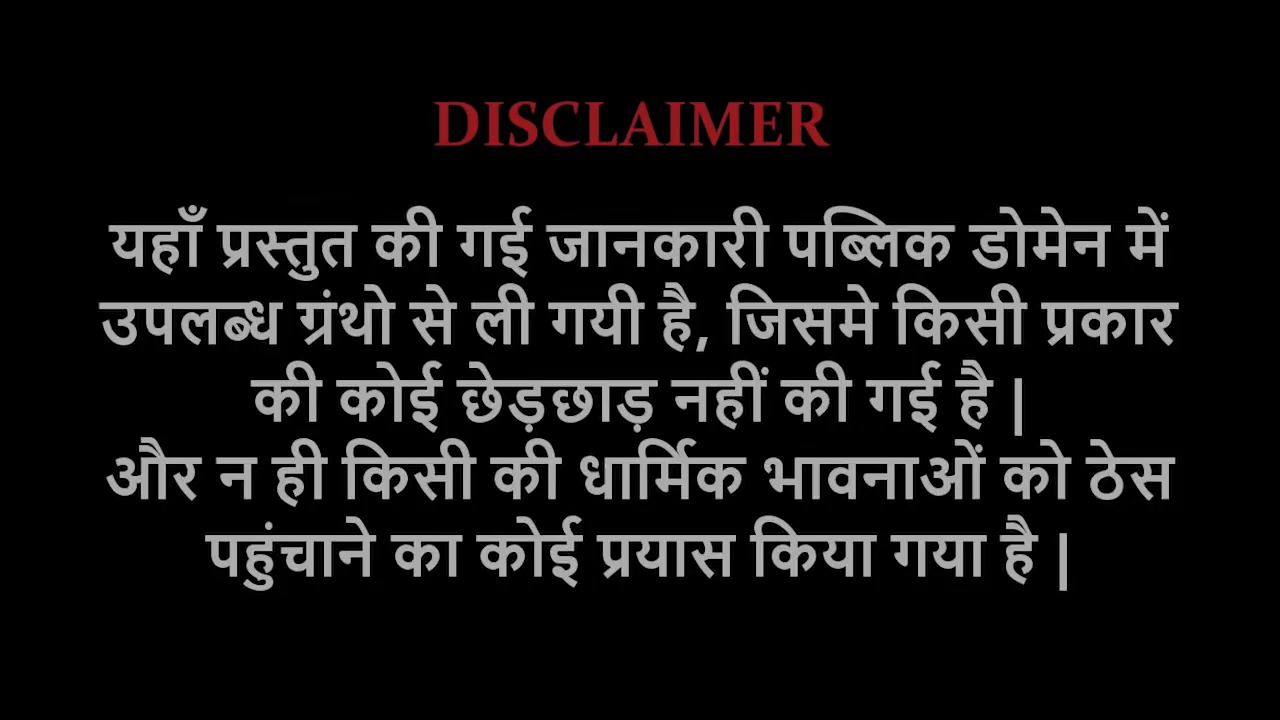 DISCLAIMER
यहाँ प्रस्तुत की गई जानकारी पब्लिक डोमेन में
उपलब्ध ग्रंथो से ली गयी है, जिसमे किसी प्रकार
की कोई छेड़छाड़ नहीं की गई है |
और न ही किसी की धार्मिक भावनाओं को ठेस
पहुंचाने का कोई प्रयास किया गया है |